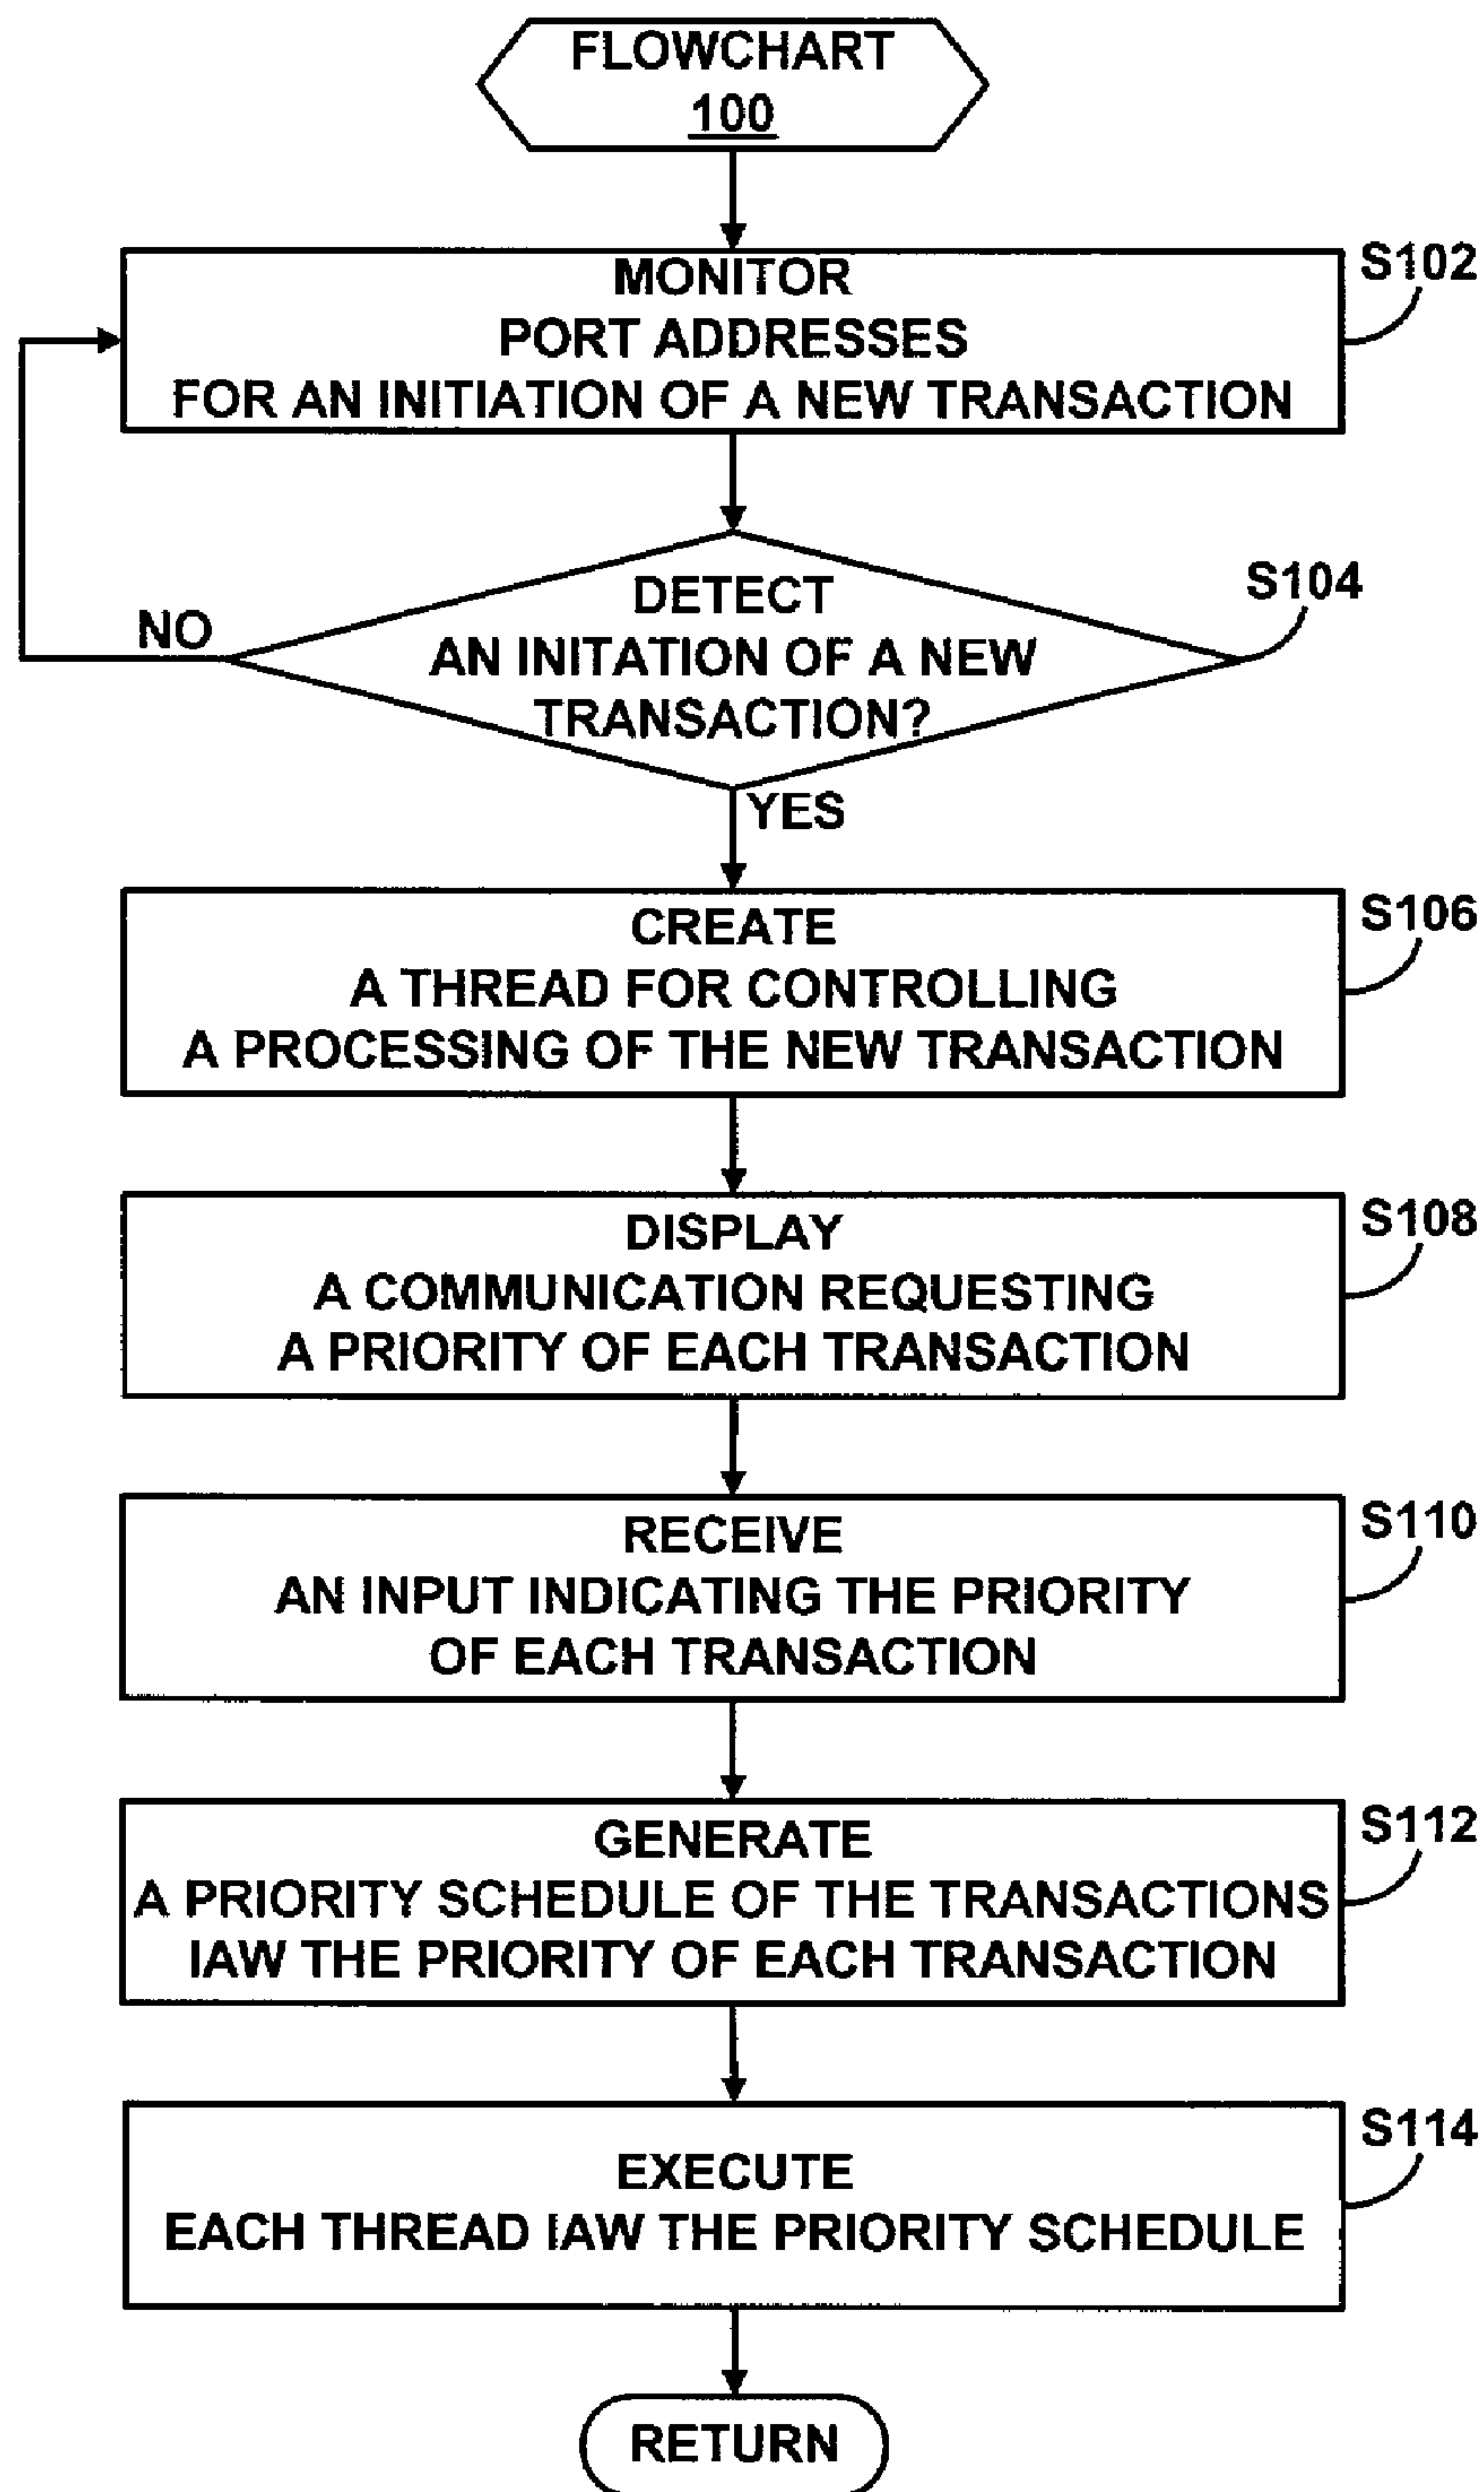 FLOWCHART
100
MONITOR
PORT ADDRESSES
FOR AN INITIATION OF A NEW TRANSACTION
S102
DETECT
AN INITATION OF A NEW
TRANSACTION?
S104
NO
YES
CREATE
A THREAD FOR CONTROLLING
A PROCESSING OF THE NEW TRANSACTION
S106
DISPLAY
A COMMUNICATION REQUESTING
A PRIORITY OF EACH TRANSACTION
S108
RECEIVE
AN INPUT INDICATING THE PRIORITY
OF EACH TRANSACTION
S110
GENERATE
A PRIORITY SCHEDULE OF THE TRANSACTIONS
IAW THE PRIORITY OF EACH TRANSACTION
S112
EXECUTE
EACH THREAD IAW THE PRIORITY SCHEDULE
S114
RETURN